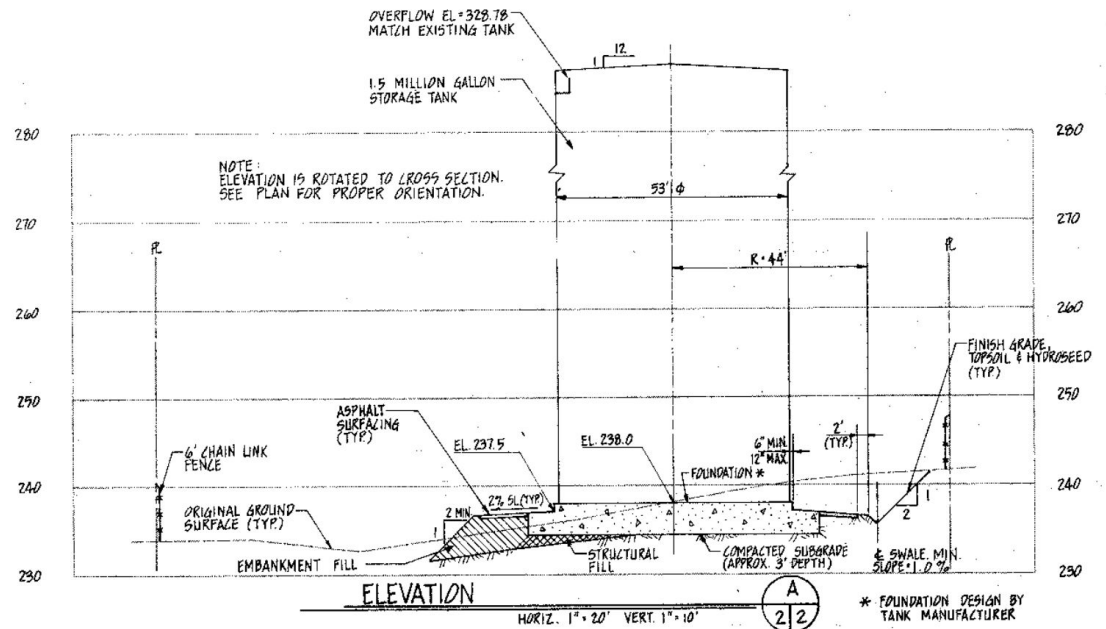 OVERFLOW EL=328.78
MATCH EXISTING TANK
12
1
1.5 MILLION GALLON
STORAGE TANK
280
280
NOTE:
ELEVATION IS ROTATED TO CROSS SECTION.
SEE PLAN FOR PROPER ORIENTATION.
53' φ
270
270
PL
PL
R=44'
260
260
FINISH GRADE,
TOPSOIL & HYDROSEED
(TYP.)
250
250
ASPHALT
SURFACING
(TYP.)
6" MIN.
12" MAX.
2'
(TYP.)
EL. 237.5
EL. 238.0
6' CHAIN LINK
FENCE
FOUNDATION *
240
240
2% SL (TYP.)
2 MIN.
1
1
2
ORIGINAL GROUND
SURFACE (TYP.)
EMBANKMENT FILL
STRUCTURAL
FILL
COMPACTED SUBGRADE
(APPROX. 3' DEPTH)
℄ SWALE, MIN.
SLOPE=1.0%
230
230
ELEVATION
A
2 2
HORIZ. 1"=20' VERT. 1"=10'
* FOUNDATION DESIGN BY
TANK MANUFACTURER